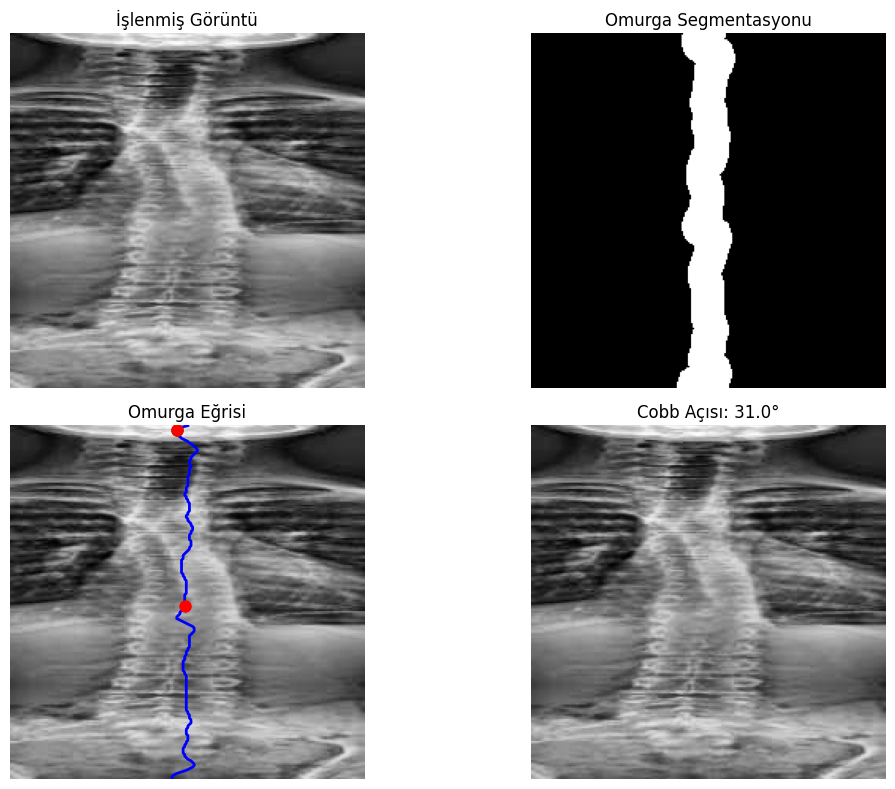 İşlenmiş Görüntü
Omurga Segmentasyonu
Omurga Eğrisi
Cobb Açısı: 31.0°